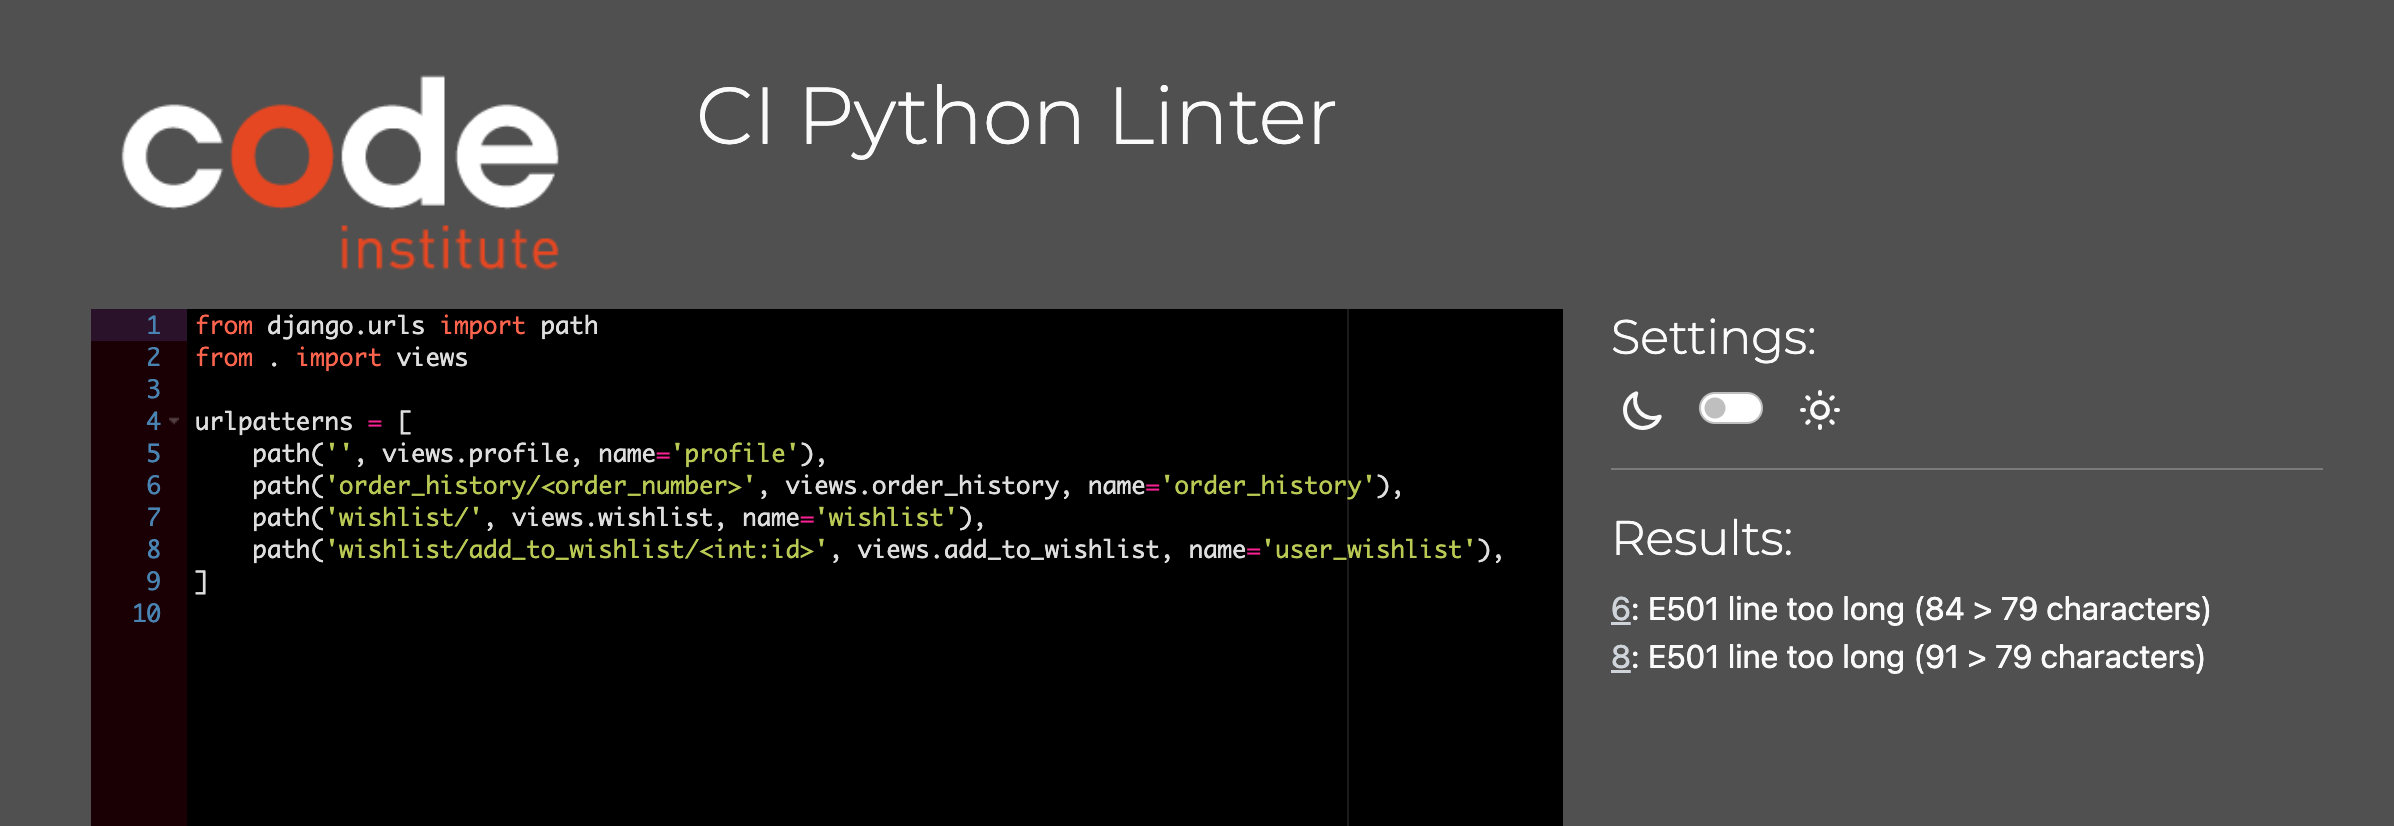 code
institute
CI Python Linter
1 from django.urls import path
2 from . import views
3
4 urlpatterns = [
5     path('', views.profile, name='profile'),
6     path('order_history/<order_number>', views.order_history, name='order_history'),
7     path('wishlist/', views.wishlist, name='wishlist'),
8     path('wishlist/add_to_wishlist/<int:id>', views.add_to_wishlist, name='user_wishlist'),
9 ]
10
Settings:
Results:
6: E501 line too long (84 > 79 characters)
8: E501 line too long (91 > 79 characters)